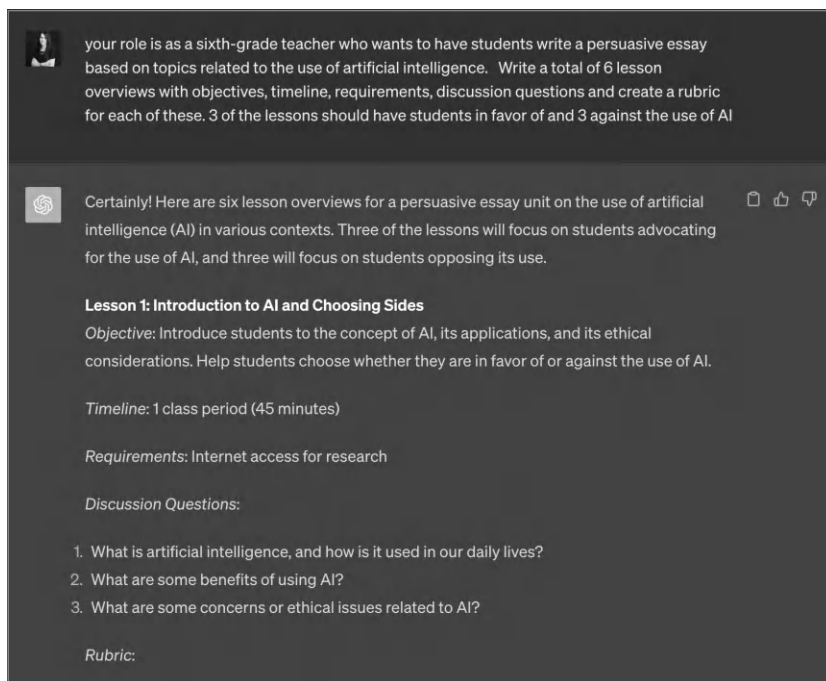 your role is as a sixth-grade teacher who wants to have students write a persuasive essay
based on topics related to the use of artificial intelligence. Write a total of 6 lesson
overviews with objectives, timeline, requirements, discussion questions and create a rubric
for each of these. 3 of the lessons should have students in favor of and 3 against the use of AI
Certainly! Here are six lesson overviews for a persuasive essay unit on the use of artificial
intelligence (AI) in various contexts. Three of the lessons will focus on students advocating
for the use of AI, and three will focus on students opposing its use.
Lesson 1: Introduction to AI and Choosing Sides
Objective: Introduce students to the concept of AI, its applications, and its ethical
considerations. Help students choose whether they are in favor of or against the use of AI.
Timeline: 1 class period (45 minutes)
Requirements: Internet access for research
Discussion Questions:
1. What is artificial intelligence, and how is it used in our daily lives?
2. What are some benefits of using AI?
3. What are some concerns or ethical issues related to AI?
Rubric: